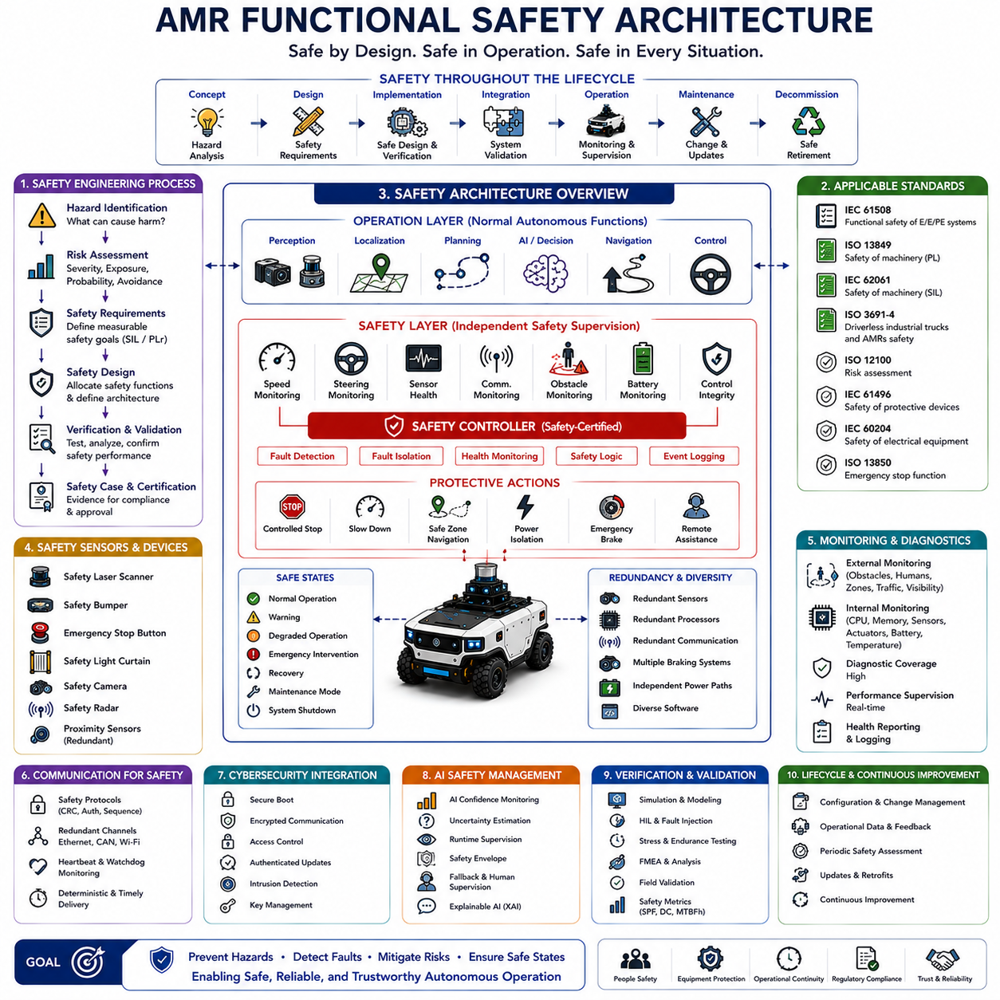 AMR FUNCTIONAL SAFETY ARCHITECTURE
Safe by Design. Safe in Operation. Safe in Every Situation.
SAFETY THROUGHOUT THE LIFECYCLE
Concept
Hazard
Analysis
Design
Safety
Requirements
Implementation
Safe Design &
Verification
Integration
System
Validation
Operation
Monitoring &
Supervision
Maintenance
Change &
Updates
Decommission
Safe
Retirement
1. SAFETY ENGINEERING PROCESS
Hazard Identification
What can cause harm?
Risk Assessment
Severity, Exposure,
Probability, Avoidance
Safety Requirements
Define measurable
safety goals (SIL / PLr)
Safety Design
Allocate safety functions
& define architecture
Verification & Validation
Test, analyze, confirm
safety performance
Safety Case & Certification
Evidence for compliance
& approval
2. APPLICABLE STANDARDS
IEC 61508
Functional safety of E/E/PE systems
ISO 13849
Safety of machinery (PL)
IEC 62061
Safety of machinery (SIL)
ISO 3691-4
Driverless industrial trucks
and AMRs safety
ISO 12100
Risk assessment
IEC 61496
Safety of protective devices
IEC 60204
Safety of electrical equipment
ISO 13850
Emergency stop function
3. SAFETY ARCHITECTURE OVERVIEW
OPERATION LAYER (Normal Autonomous Functions)
Perception
Localization
Planning
AI / Decision
Navigation
Control
SAFETY LAYER (Independent Safety Supervision)
Speed
Monitoring
Steering
Monitoring
Sensor
Health
Comm.
Monitoring
Obstacle
Monitoring
Battery
Monitoring
Control
Integrity
SAFETY CONTROLLER (Safety-Certified)
Fault Detection
Fault Isolation
Health Monitoring
Safety Logic
Event Logging
PROTECTIVE ACTIONS
STOP
Controlled Stop
Slow Down
Safe Zone
Navigation
Power
Isolation
Emergency
Brake
Remote
Assistance
SAFE STATES
Normal Operation
Warning
Degraded Operation
Emergency Intervention
Recovery
Maintenance Mode
System Shutdown
REDUNDANCY & DIVERSITY
Redundant Sensors
Redundant Processors
Redundant Communication
Multiple Braking Systems
Independent Power Paths
Diverse Software
4. SAFETY SENSORS & DEVICES
Safety Laser Scanner
Safety Bumper
Emergency Stop Button
Safety Light Curtain
Safety Camera
Safety Radar
Proximity Sensors
(Redundant)
5. MONITORING & DIAGNOSTICS
External Monitoring
(Obstacles, Humans,
Zones, Traffic, Visibility)
Internal Monitoring
(CPU, Memory, Sensors,
Actuators, Battery,
Temperature)
Diagnostic Coverage
High
Performance Supervision
Real-time
Health Reporting
& Logging
6. COMMUNICATION FOR SAFETY
Safety Protocols
(CRC, Auth, Sequence)
Redundant Channels
Ethernet, CAN, Wi-Fi
Heartbeat & Watchdog
Monitoring
Deterministic & Timely
Delivery
7. CYBERSECURITY INTEGRATION
Secure Boot
Encrypted Communication
Access Control
Authenticated Updates
Intrusion Detection
Key Management
8. AI SAFETY MANAGEMENT
AI Confidence Monitoring
Uncertainty Estimation
Runtime Supervision
Safety Envelope
Fallback & Human
Supervision
Explainable AI (XAI)
9. VERIFICATION & VALIDATION
Simulation & Modeling
HIL & Fault Injection
Stress & Endurance Testing
FMEA & Analysis
Field Validation
Safety Metrics
(SPF, DC, MTBFh)
10. LIFECYCLE & CONTINUOUS IMPROVEMENT
Configuration & Change Management
Operational Data & Feedback
Periodic Safety Assessment
Updates & Retrofits
Continuous Improvement
GOAL
Prevent Hazards • Detect Faults • Mitigate Risks • Ensure Safe States
Enabling Safe, Reliable, and Trustworthy Autonomous Operation
People Safety
Equipment Protection
Operational Continuity
Regulatory Compliance
Trust & Reliability